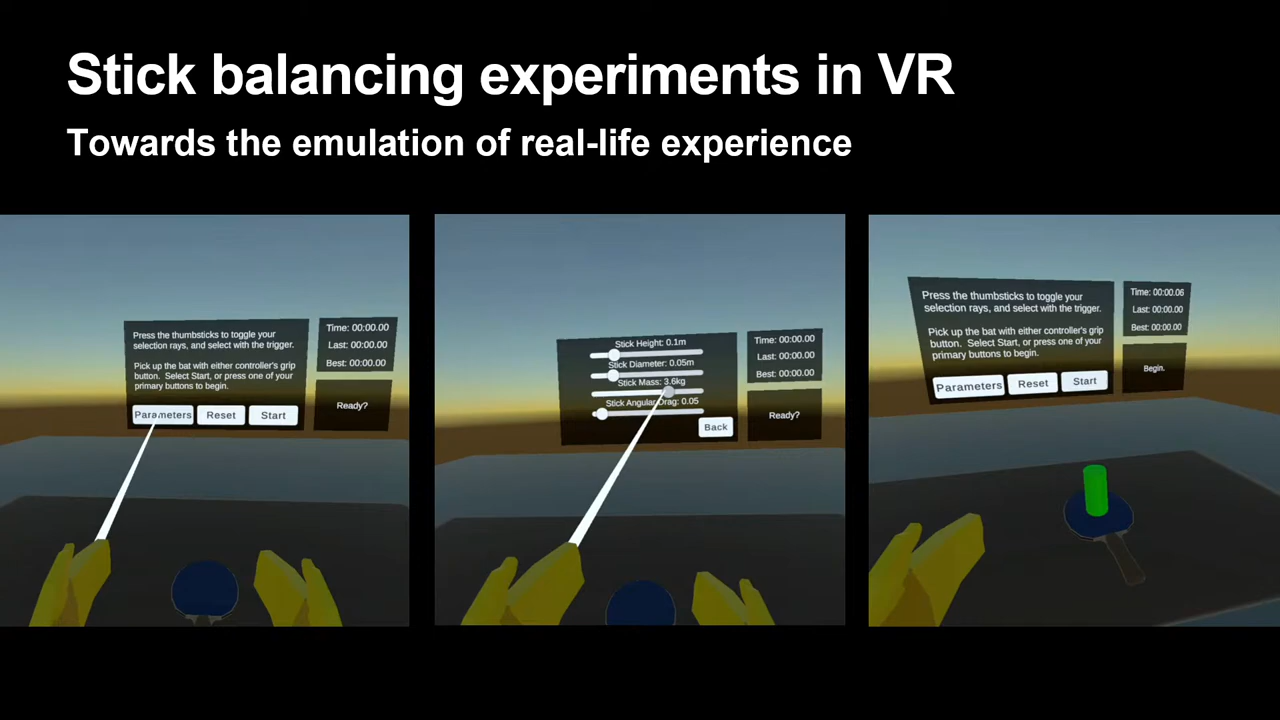 Stick balancing experiments in VR
Towards the emulation of real-life experience
Press the thumbsticks to toggle your
selection rays, and select with the trigger.
Pick up the bat with either controller's grip
button. Select Start, or press one of your
primary buttons to begin.
Parameters
Reset
Start
Time: 00:00.00
Last: 00:00.00
Best: 00:00.00
Ready?
Stick Height: 0.1m
Stick Diameter: 0.05m
Stick Mass: 3.6kg
Stick Angular Drag: 0.05
Back
Time: 00:00.00
Last: 00:00.00
Best: 00:00.00
Ready?
Press the thumbsticks to toggle your
selection rays, and select with the trigger.
Pick up the bat with either controller's grip
button. Select Start, or press one of your
primary buttons to begin.
Parameters
Reset
Start
Time: 00:00.06
Last: 00:00.00
Best: 00:00.00
Begin.